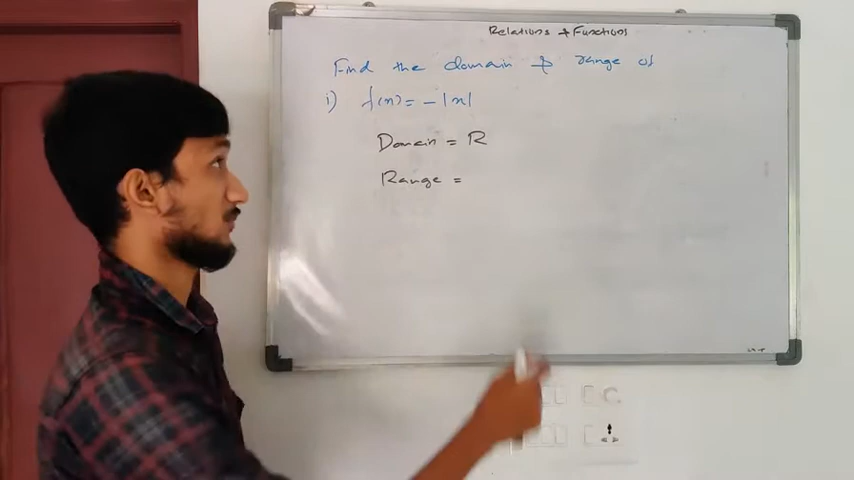 Relations & Functions
Find the domain & range of
i) f(x) = -|x|
Domain = R
Range =